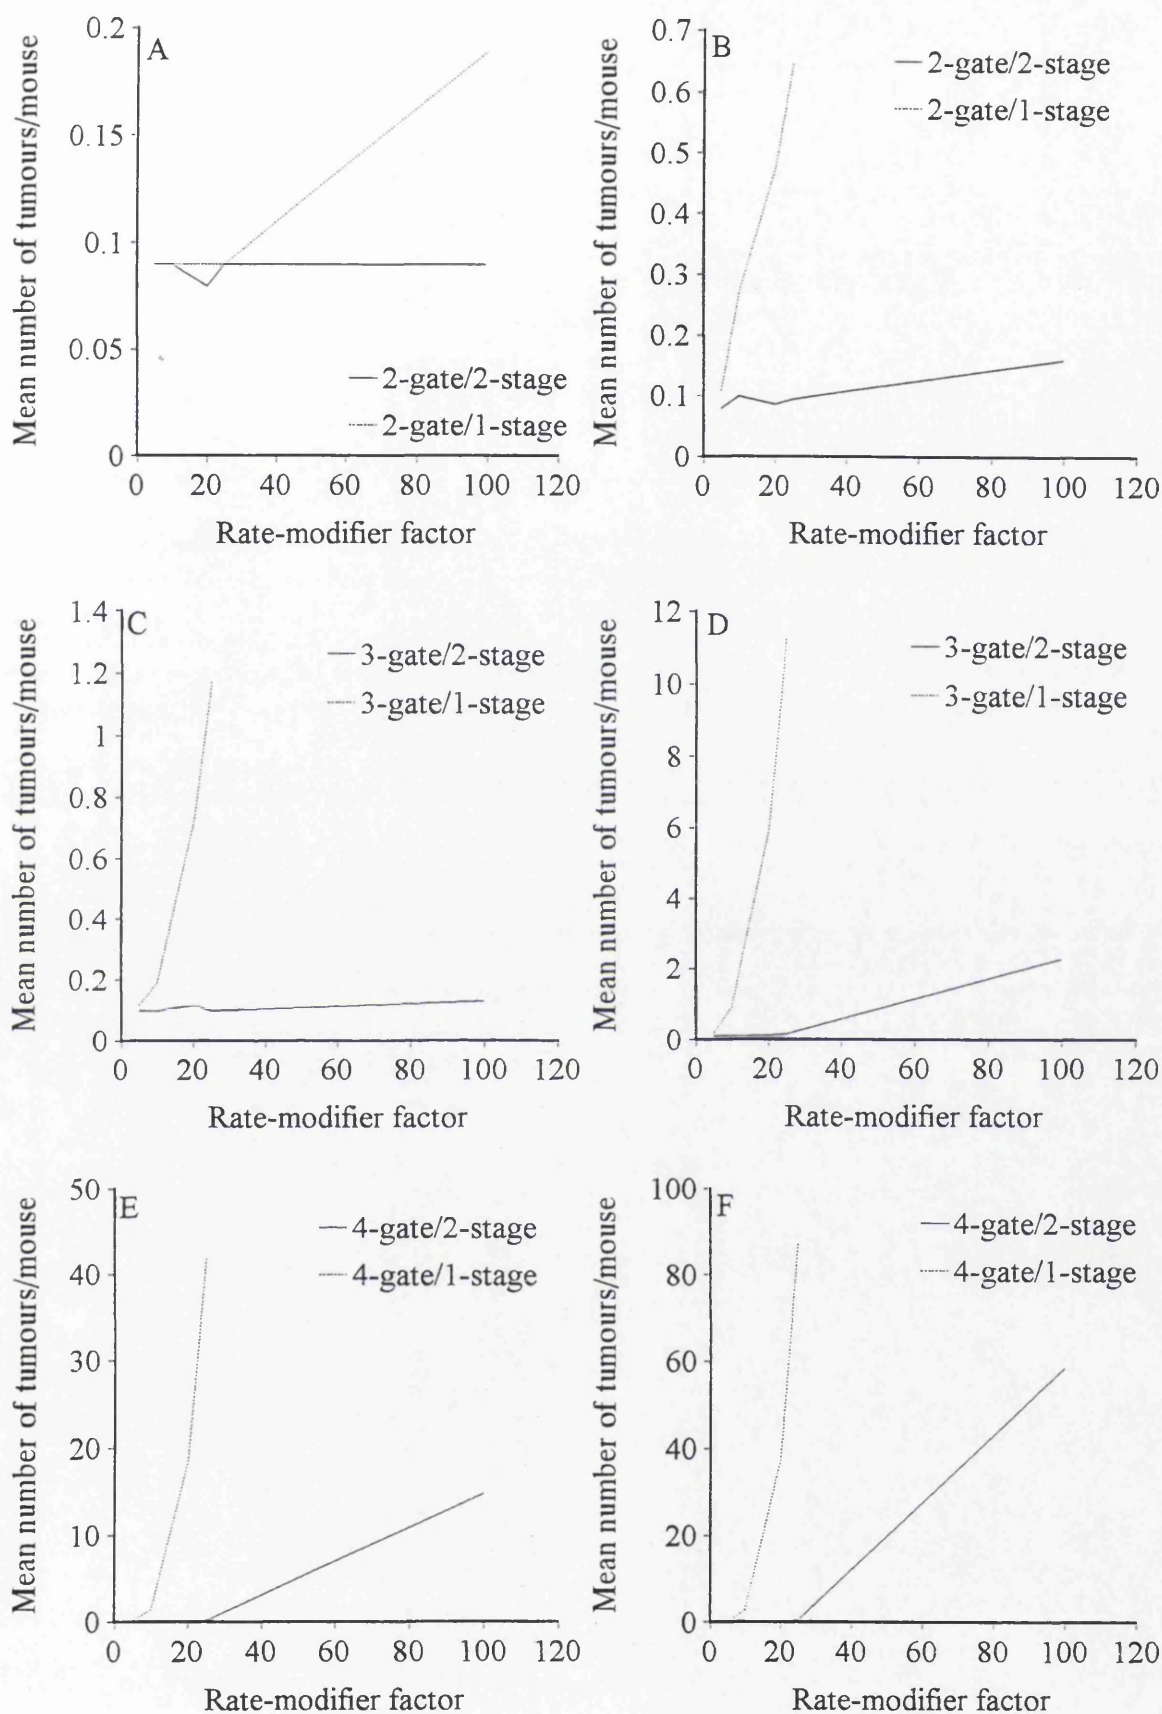 A
Mean number of tumours/mouse
0.2
0.15
0.1
0.05
0
2-gate/2-stage
2-gate/1-stage
0 20 40 60 80 100 120
Rate-modifier factor
B
Mean number of tumours/mouse
0.7
0.6
0.5
0.4
0.3
0.2
0.1
0
2-gate/2-stage
2-gate/1-stage
0 20 40 60 80 100 120
Rate-modifier factor
C
Mean number of tumours/mouse
1.4
1.2
1
0.8
0.6
0.4
0.2
0
3-gate/2-stage
3-gate/1-stage
0 20 40 60 80 100 120
Rate-modifier factor
D
Mean number of tumours/mouse
12
10
8
6
4
2
0
3-gate/2-stage
3-gate/1-stage
0 20 40 60 80 100 120
Rate-modifier factor
E
Mean number of tumours/mouse
50
40
30
20
10
0
4-gate/2-stage
4-gate/1-stage
0 20 40 60 80 100 120
Rate-modifier factor
F
Mean number of tumours/mouse
100
80
60
40
20
0
4-gate/2-stage
4-gate/1-stage
0 20 40 60 80 100 120
Rate-modifier factor